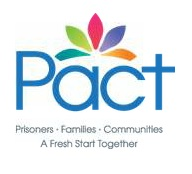 Pact
Prisoners · Families · Communities
A Fresh Start Together